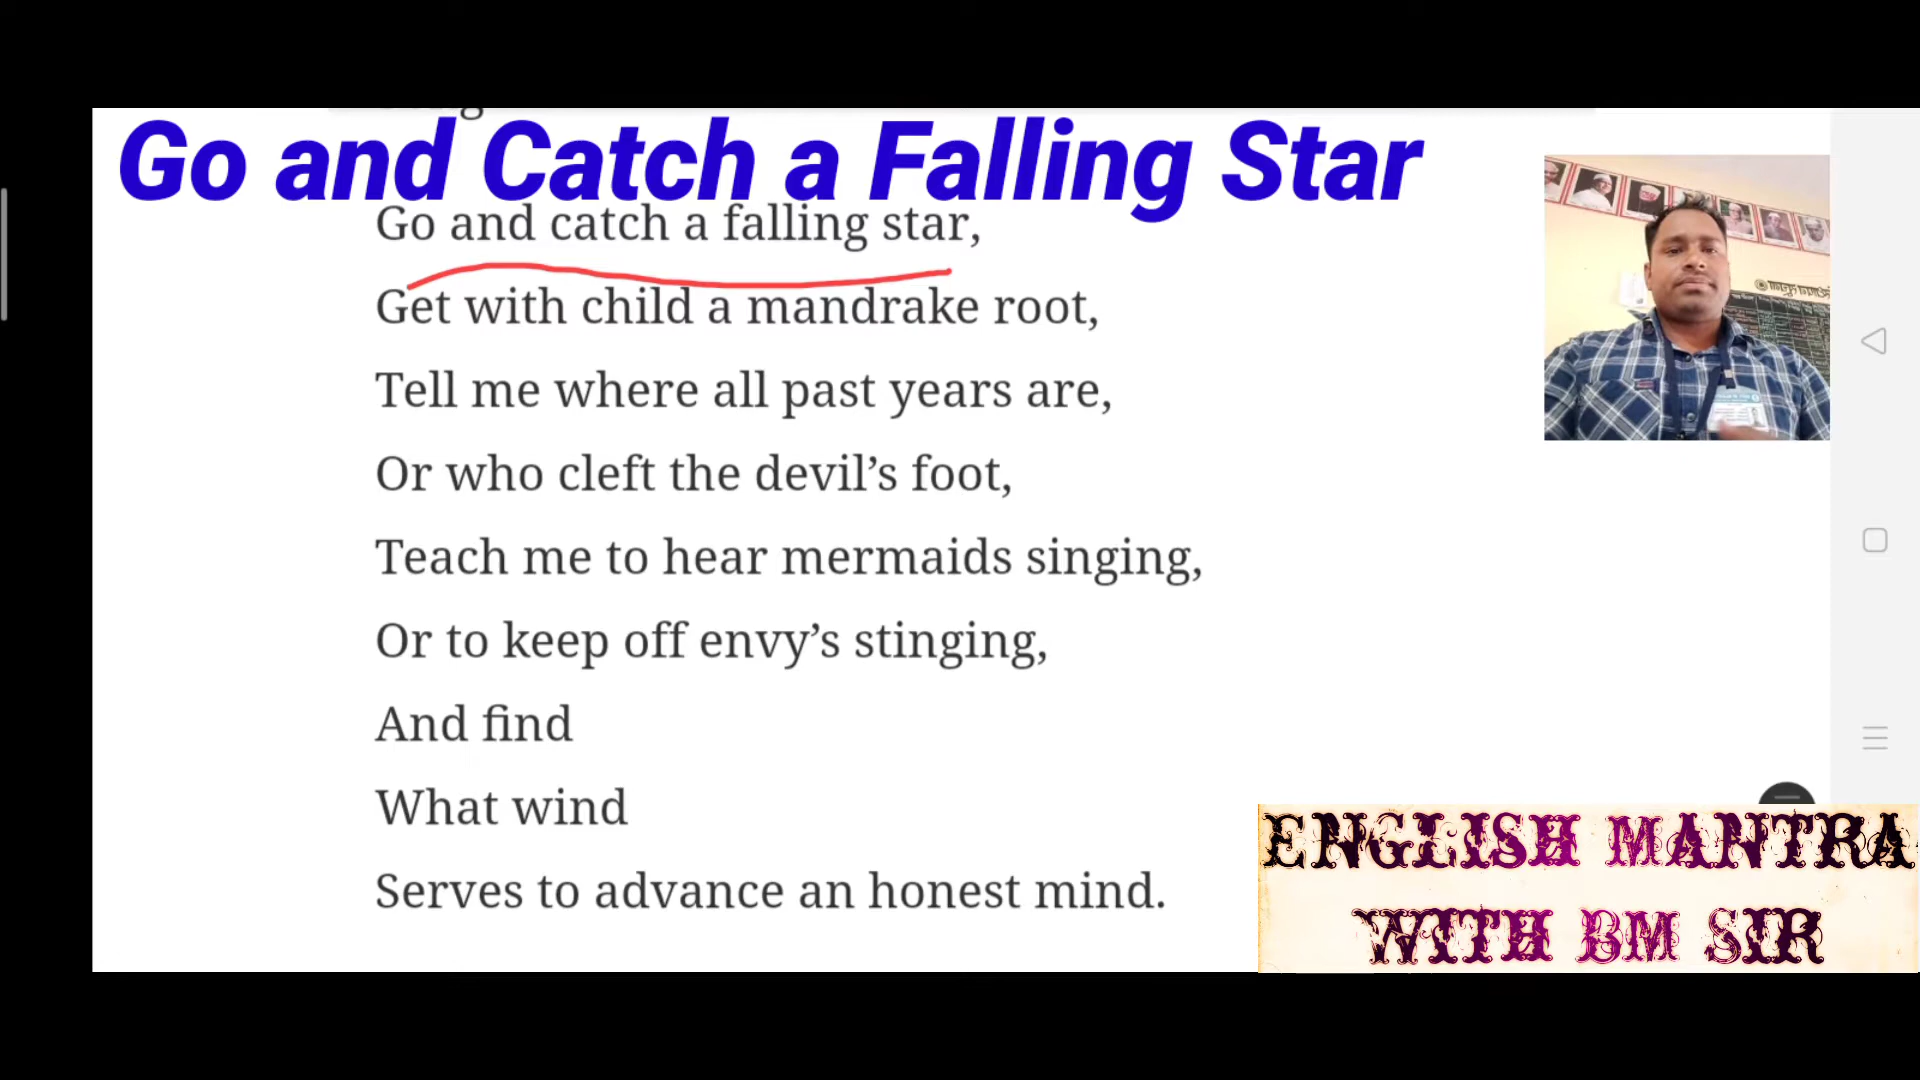 Go and Catch a Falling Star
Go and catch a falling star,
Get with child a mandrake root,
Tell me where all past years are,
Or who cleft the devil’s foot,
Teach me to hear mermaids singing,
Or to keep off envy’s stinging,
And find
What wind
Serves to advance an honest mind.
ENGLISH MANTRA
WITH BM SIR